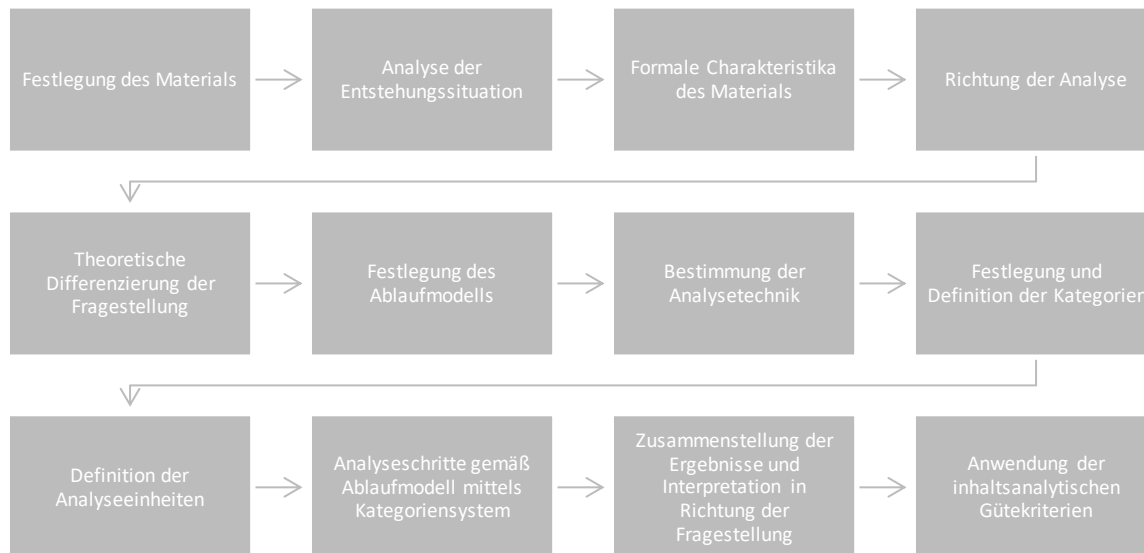 Festlegung des Materials
Analyse der
Entstehungssituation
Formale Charakteristika
des Materials
Richtung der Analyse
Theoretische
Differenzierung der
Fragestellung
Festlegung des
Ablaufmodells
Bestimmung der
Analysetechnik
Festlegung und
Definition der Kategorien
Definition der
Analyseeinheiten
Analyseschritte gemäß
Ablaufmodell mittels
Kategoriensystem
Zusammenstellung der
Ergebnisse und
Interpretation in
Richtung der
Fragestellung
Anwendung der
inhaltsanalytischen
Gütekriterien